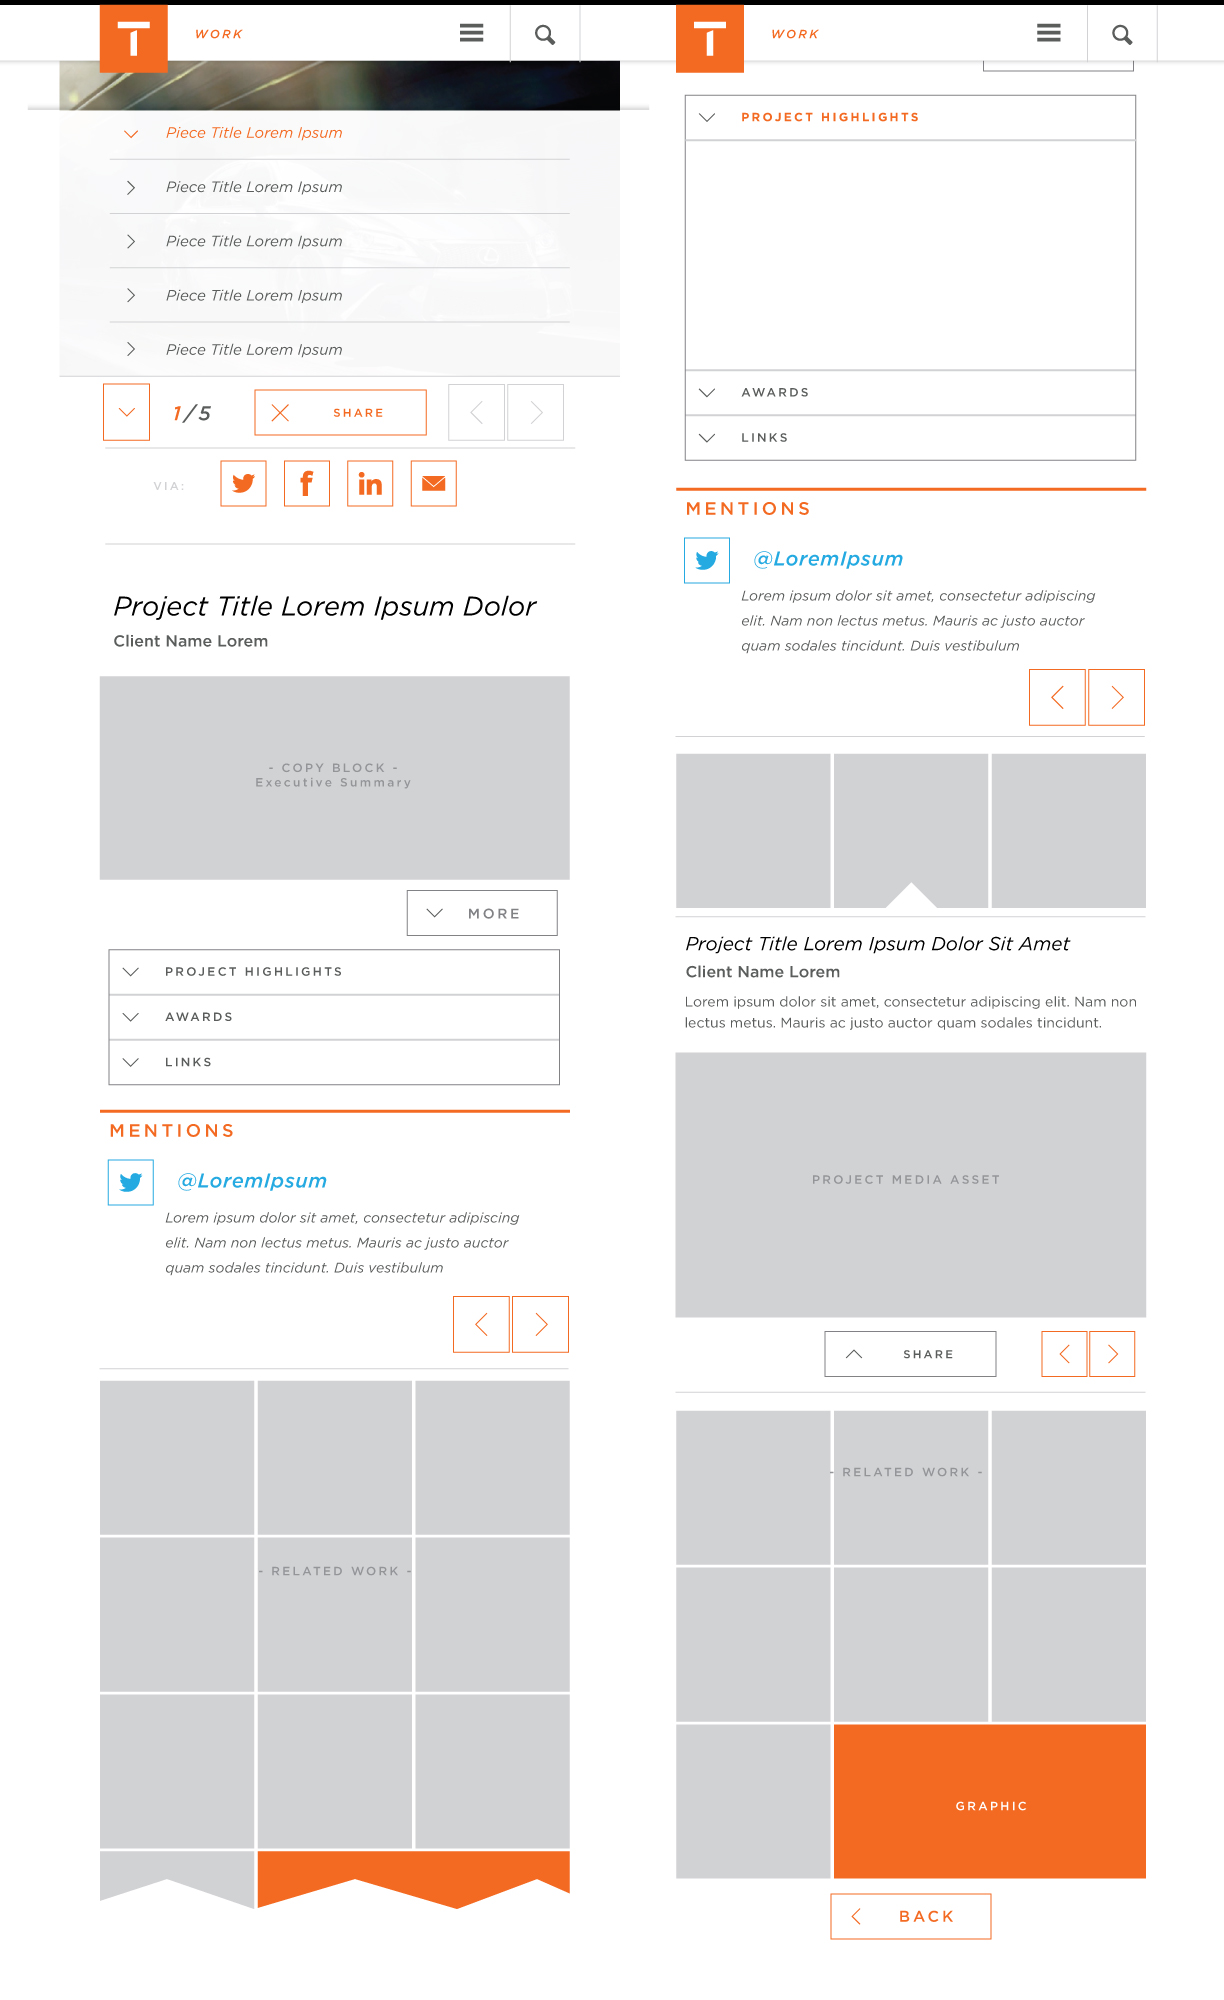 T
WORK
Piece Title Lorem Ipsum
Piece Title Lorem Ipsum
Piece Title Lorem Ipsum
Piece Title Lorem Ipsum
Piece Title Lorem Ipsum
1/5
SHARE
VIA:
Project Title Lorem Ipsum Dolor
Client Name Lorem
- COPY BLOCK -
Executive Summary
MORE
PROJECT HIGHLIGHTS
AWARDS
LINKS
MENTIONS
@LoremIpsum
Lorem ipsum dolor sit amet, consectetur adipiscing
elit. Nam non lectus metus. Mauris ac justo auctor
quam sodales tincidunt. Duis vestibulum
- RELATED WORK -
T
WORK
PROJECT HIGHLIGHTS
AWARDS
LINKS
MENTIONS
@LoremIpsum
Lorem ipsum dolor sit amet, consectetur adipiscing
elit. Nam non lectus metus. Mauris ac justo auctor
quam sodales tincidunt. Duis vestibulum
Project Title Lorem Ipsum Dolor Sit Amet
Client Name Lorem
Lorem ipsum dolor sit amet, consectetur adipiscing elit. Nam non
lectus metus. Mauris ac justo auctor quam sodales tincidunt.
PROJECT MEDIA ASSET
SHARE
- RELATED WORK -
GRAPHIC
BACK